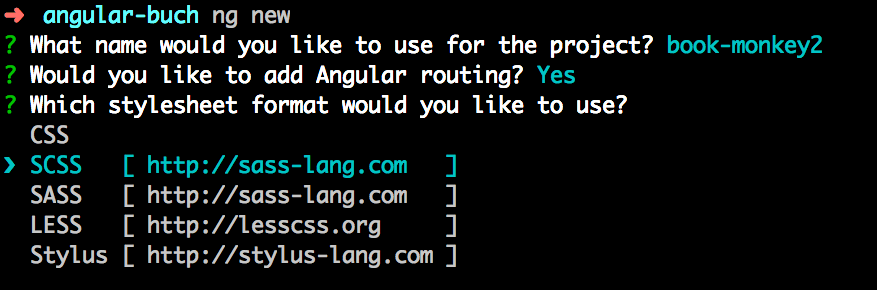 ➜ angular-buch ng new
? What name would you like to use for the project? book-monkey2
? Would you like to add Angular routing? Yes
? Which stylesheet format would you like to use?
CSS
❯ SCSS [ http://sass-lang.com ]
SASS [ http://sass-lang.com ]
LESS [ http://lesscss.org ]
Stylus [ http://stylus-lang.com ]